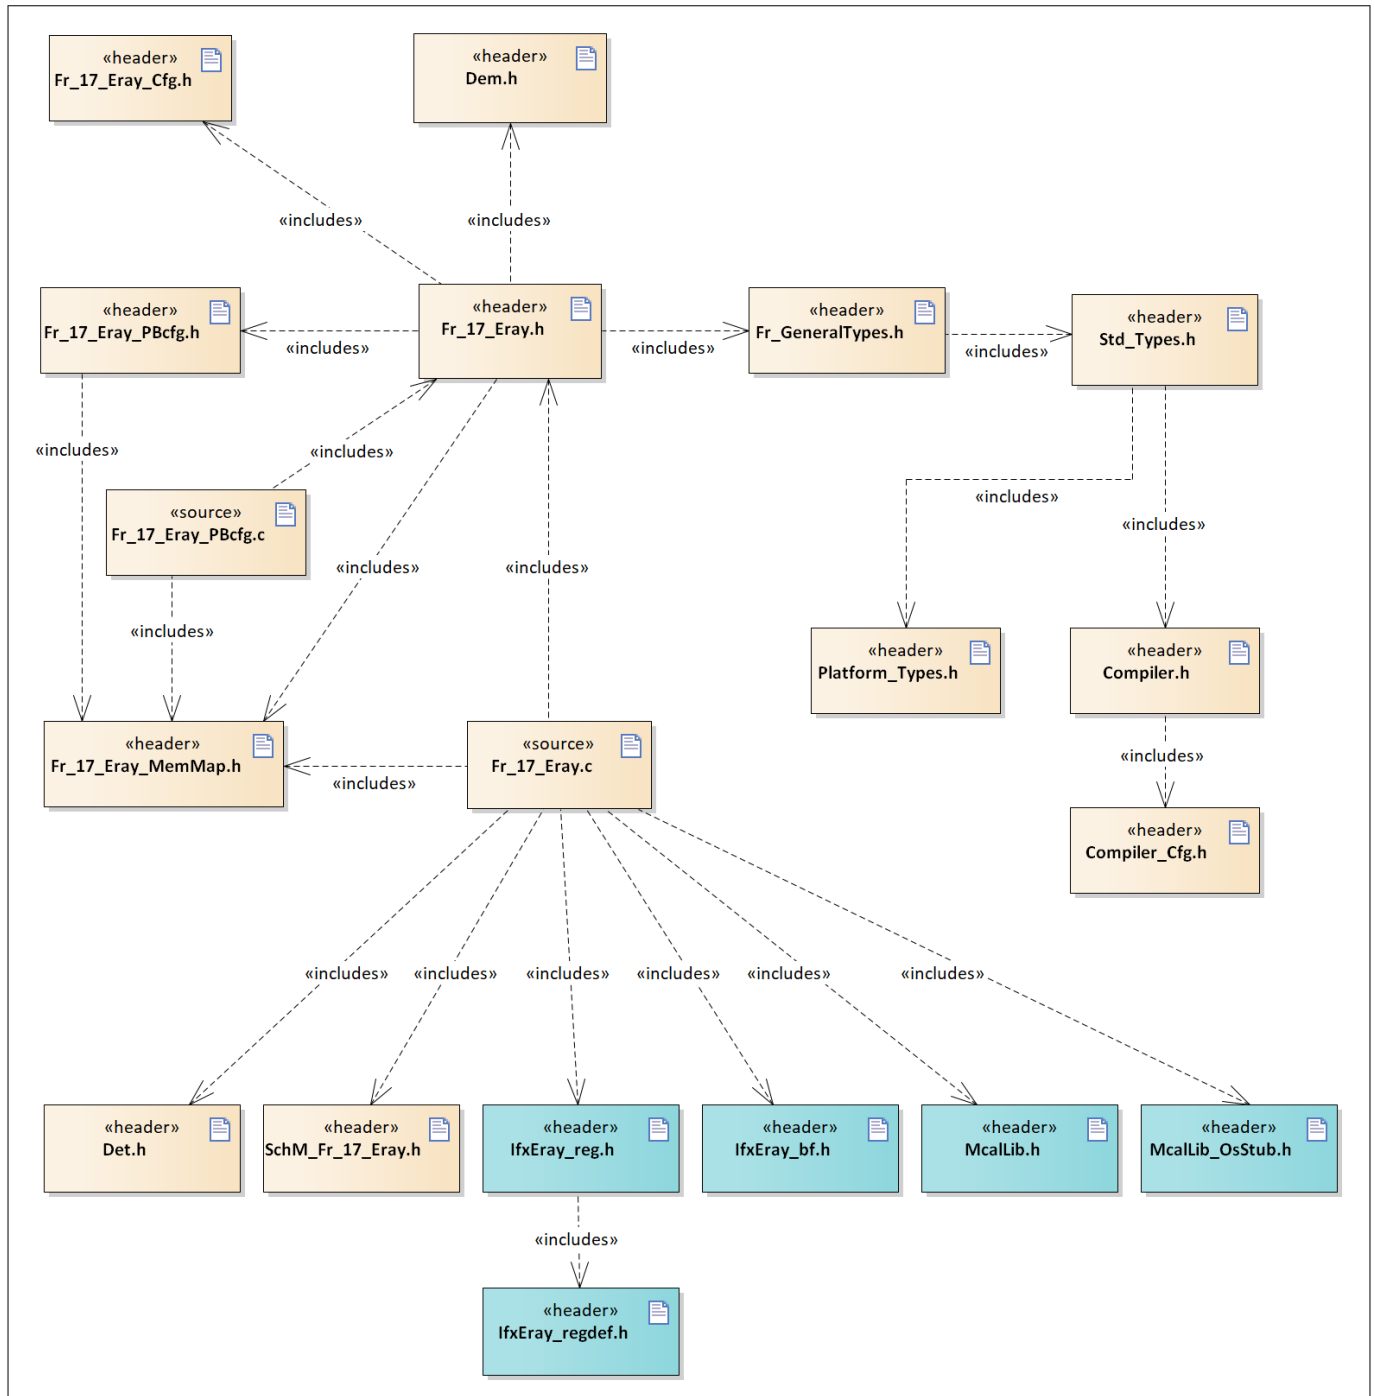 «header»
Fr_17_Eray_Cfg.h
«header»
Dem.h
«includes»
«includes»
«header»
Fr_17_Eray_PBcfg.h
«includes»
«header»
Fr_17_Eray.h
«includes»
«header»
Fr_GeneralTypes.h
«includes»
«header»
Std_Types.h
«includes»
«includes»
«includes»
«includes»
«source»
Fr_17_Eray_PBcfg.c
«includes»
«includes»
«includes»
«includes»
«header»
Platform_Types.h
«header»
Compiler.h
«header»
Fr_17_Eray_MemMap.h
«includes»
«source»
Fr_17_Eray.c
«includes»
«header»
Compiler_Cfg.h
«includes»
«includes»
«includes»
«includes»
«includes»
«includes»
«header»
Det.h
«header»
SchM_Fr_17_Eray.h
«header»
IfxEray_reg.h
«header»
IfxEray_bf.h
«header»
McalLib.h
«header»
McalLib_OsStub.h
«includes»
«header»
IfxEray_regdef.h